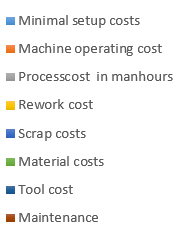 Minimal setup costs
Machine operating cost
Processcost in manhours
Rework cost
Scrap costs
Material costs
Tool cost
Maintenance